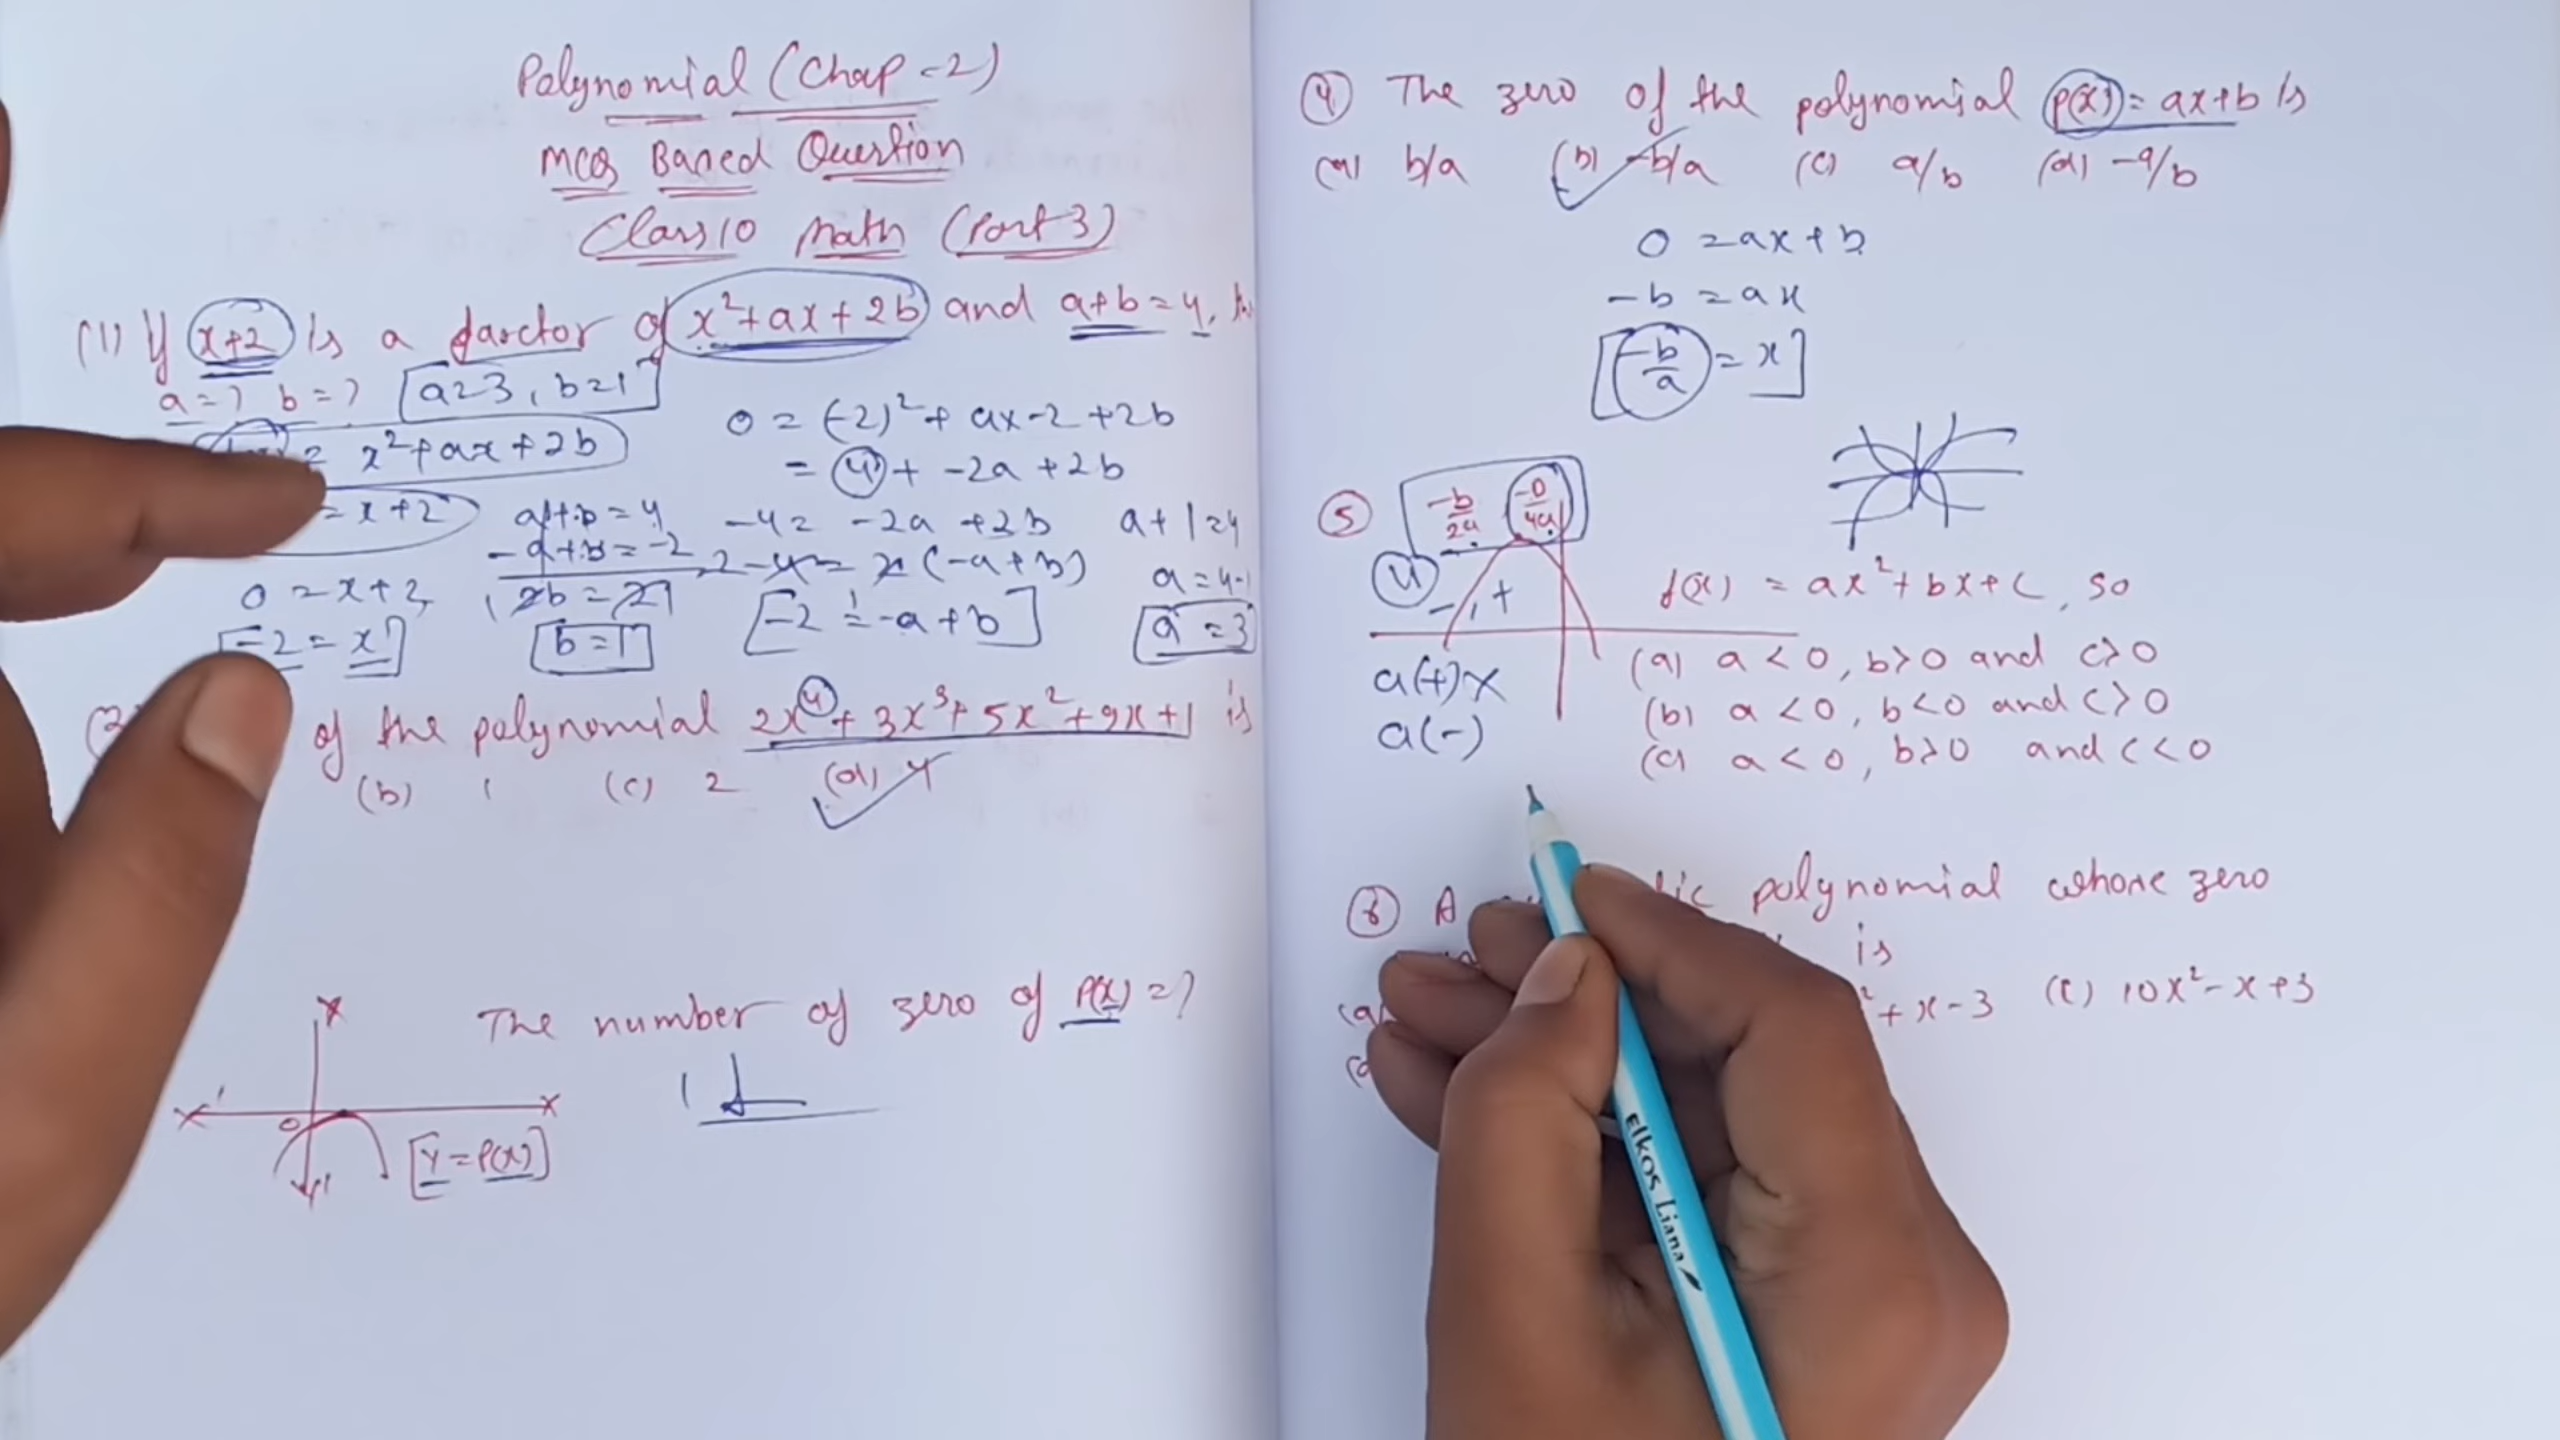 Polynomial (Chap-2)
MCQ Based Question
Class 10 Math (Part 3)
(1) If x+2 is a farctor of x²+ax+2b and a+b=4,
a=? b=? [a=3, b=1]
= x²+ax+2b
= x+2
0 = x+2
-2 = x
a+b=4
-a+b=-2
2b=2
b=1
0 = (-2)²+ax-2+2b
= 4+ -2a+2b
-4= -2a+2b
-2= -a+b
a+1=4
a=4-1
a=3
of the polynomial 2x⁴+3x³+5x²+9x+1 is
(b) 1 (c) 2 (d) 4
The number of zero of P(x)=?
X' O X
[Y=P(X)]
1
(4) The zero of the polynomial p(x)=ax+b is
(a) b/a (b) -b/a (c) a/b (d) -a/b
0 =ax+b
-b =ax
[-b/a = x]
(5) -b/2a -D/4a
-, +
a(+)x
a(-)
f(x) = ax²+bx+c, so
(a) a<0, b>0 and c>0
(b) a<0, b<0 and c>0
(c) a<0, b>0 and c<0
(6) A polynomial whose zero
is
+x-3 (c) 10x²-x+3
Elkos Liana